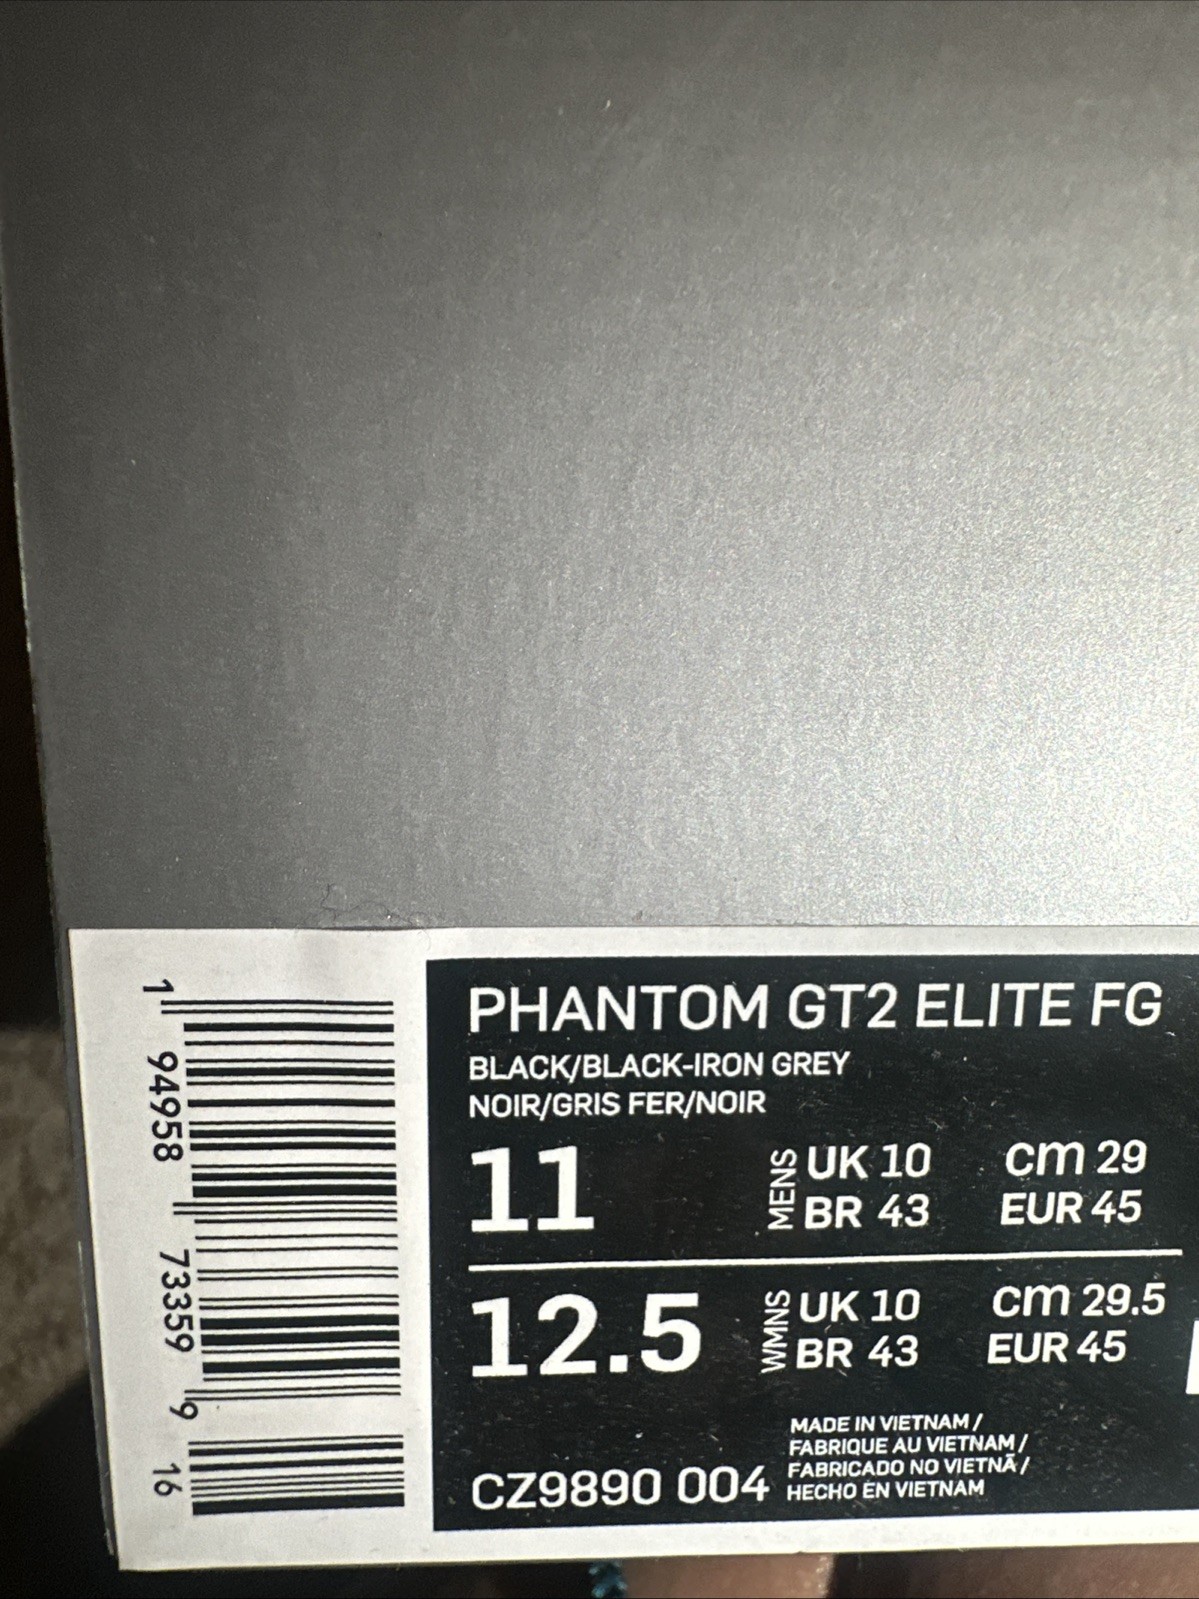 PHANTOM GT2 ELITE FG
BLACK/BLACK-IRON GREY
NOIR/GRIS FER/NOIR
11 MENS UK 10 cm 29
BR 43 EUR 45
12.5 WMNS UK 10 cm 29.5
BR 43 EUR 45
CZ9890 004
MADE IN VIETNAM /
FABRIQUE AU VIETNAM /
FABRICADO NO VIETNÃ /
HECHO EN VIETNAM
1 94958 73359 9 16